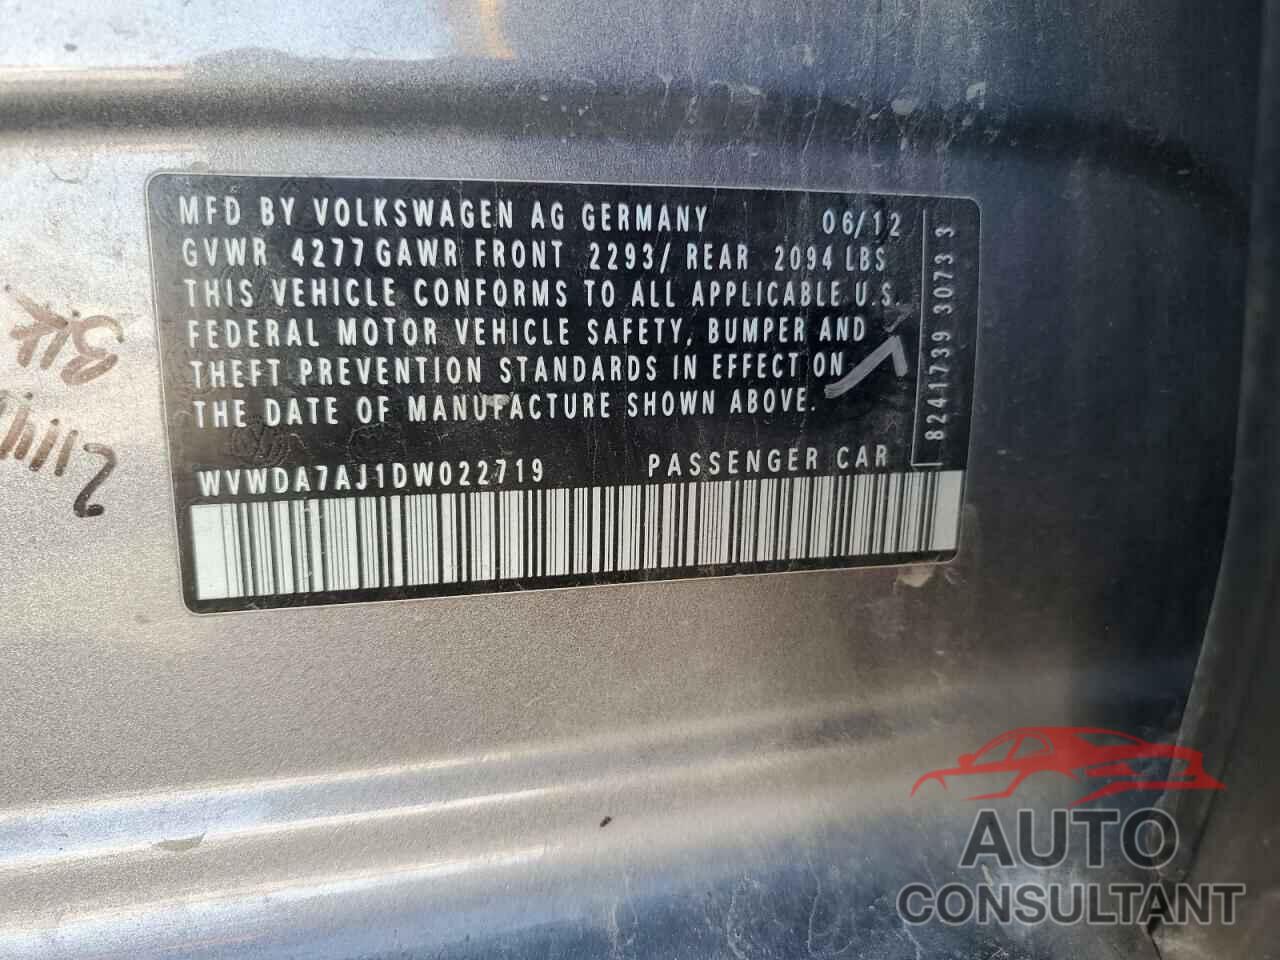 MFD BY VOLKSWAGEN AG GERMANY 06/12
GVWR 4277 GAWR FRONT 2293/ REAR 2094 LBS
THIS VEHICLE CONFORMS TO ALL APPLICABLE U.S.
FEDERAL MOTOR VEHICLE SAFETY, BUMPER AND
THEFT PREVENTION STANDARDS IN EFFECT ON
THE DATE OF MANUFACTURE SHOWN ABOVE.
WVWDA7AJ1DW022719 PASSENGER CAR
8241739 30733
AUTO
CONSULTANT